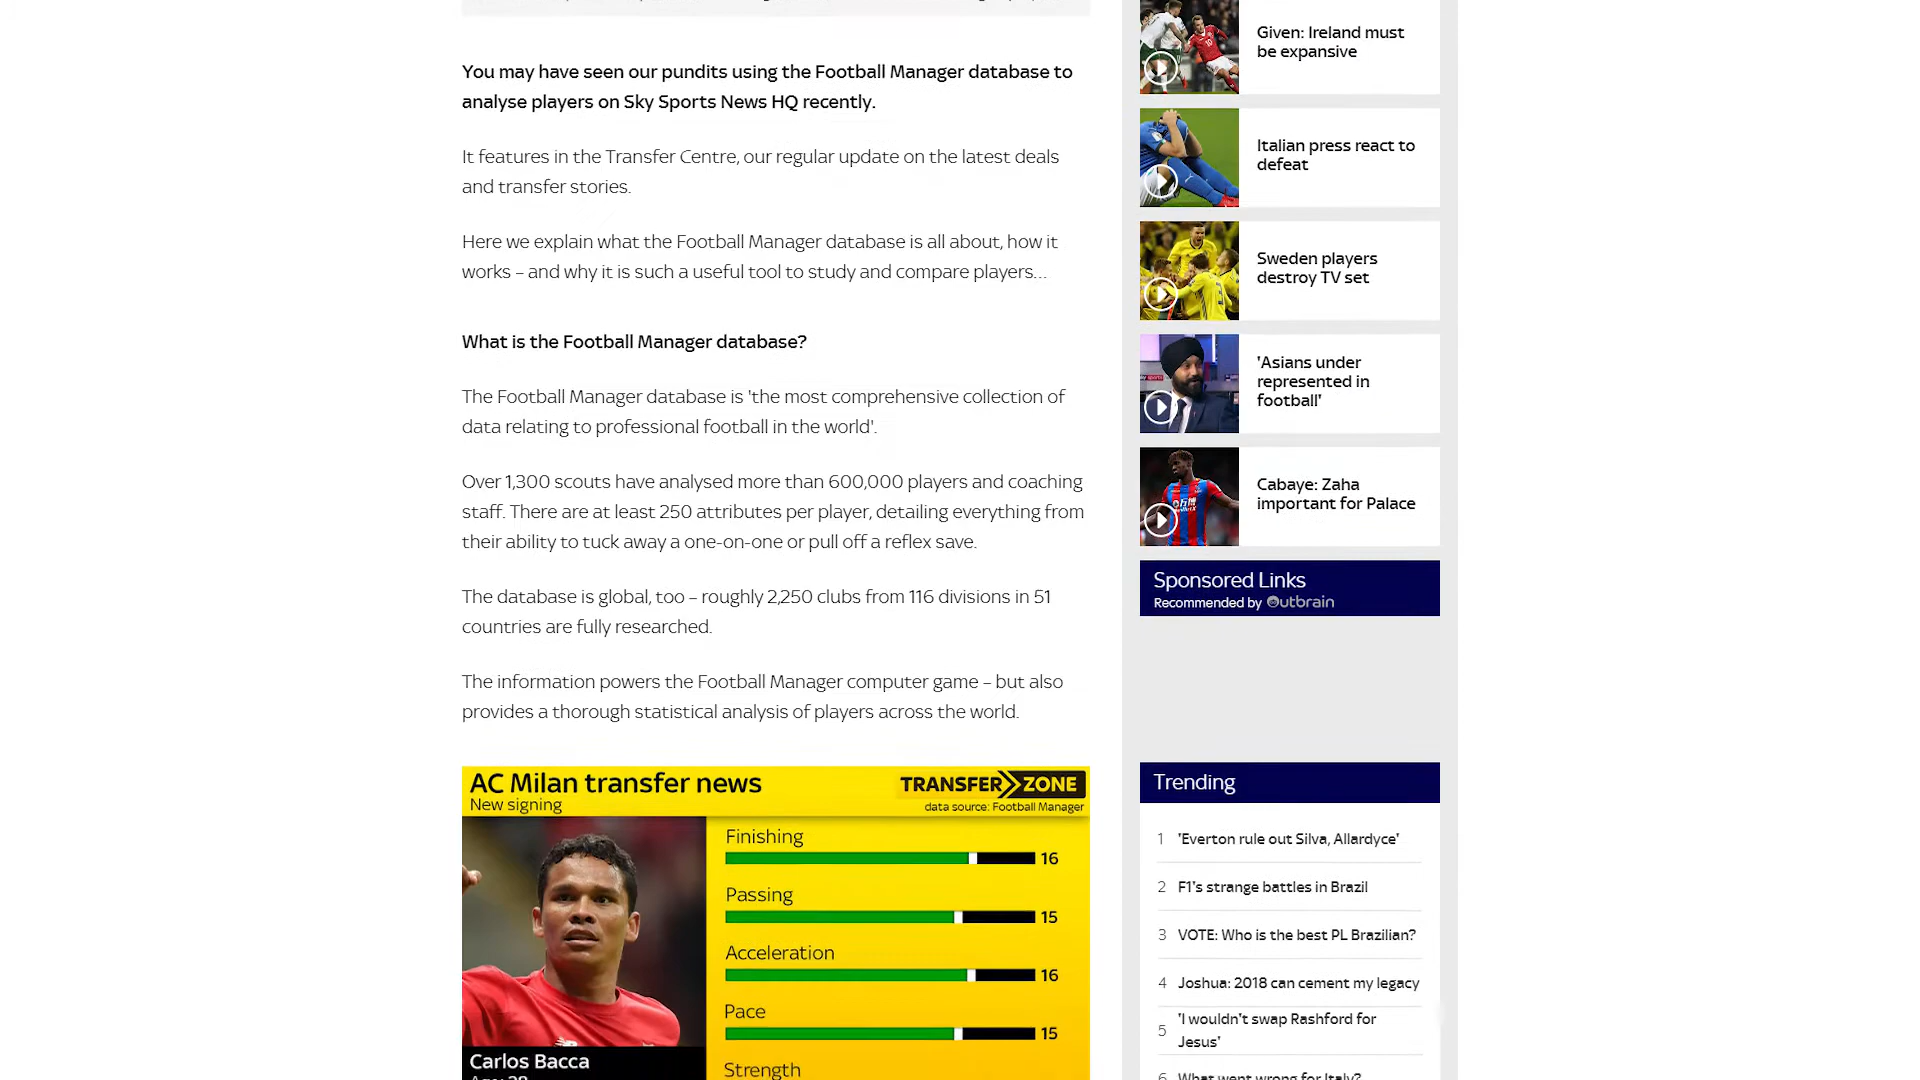 You may have seen our pundits using the Football Manager database to
analyse players on Sky Sports News HQ recently.
It features in the Transfer Centre, our regular update on the latest deals
and transfer stories.
Here we explain what the Football Manager database is all about, how it
works – and why it is such a useful tool to study and compare players...
What is the Football Manager database?
The Football Manager database is 'the most comprehensive collection of
data relating to professional football in the world'.
Over 1,300 scouts have analysed more than 600,000 players and coaching
staff. There are at least 250 attributes per player, detailing everything from
their ability to tuck away a one-on-one or pull off a reflex save.
The database is global, too – roughly 2,250 clubs from 116 divisions in 51
countries are fully researched.
The information powers the Football Manager computer game – but also
provides a thorough statistical analysis of players across the world.
AC Milan transfer news
New signing
TRANSFER ZONE
data source: Football Manager
Finishing
16
Passing
15
Acceleration
16
Pace
15
Strength
Carlos Bacca
Given: Ireland must
be expansive
Italian press react to
defeat
Sweden players
destroy TV set
'Asians under
represented in
football'
Cabaye: Zaha
important for Palace
Sponsored Links
Recommended by Outbrain
Trending
1 'Everton rule out Silva, Allardyce'
2 F1's strange battles in Brazil
3 VOTE: Who is the best PL Brazilian?
4 Joshua: 2018 can cement my legacy
5 'I wouldn't swap Rashford for
Jesus'
6 What went wrong for Italy?